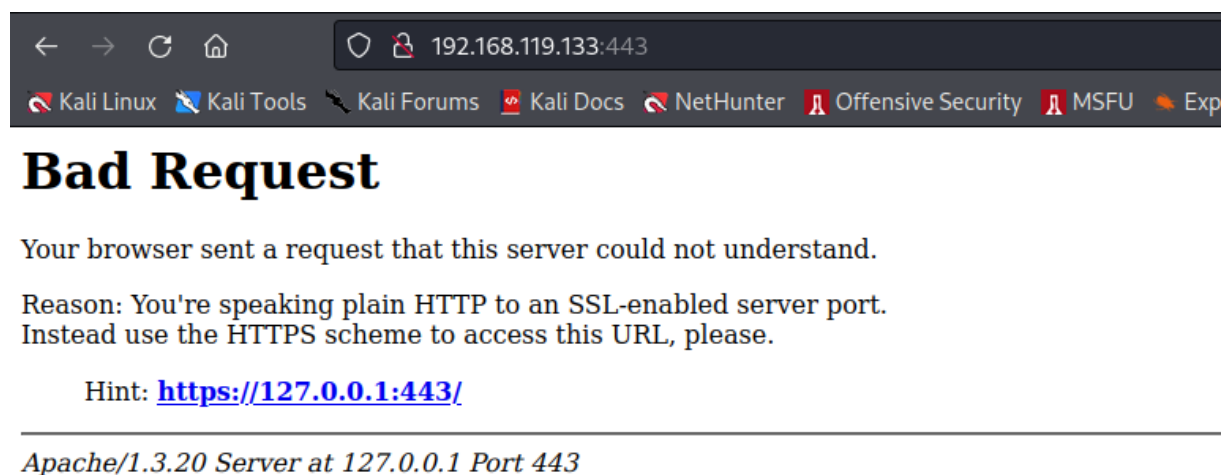 192.168.119.133:443
Kali Linux Kali Tools Kali Forums Kali Docs NetHunter Offensive Security MSFU Exp
Bad Request
Your browser sent a request that this server could not understand.
Reason: You're speaking plain HTTP to an SSL-enabled server port.
Instead use the HTTPS scheme to access this URL, please.
Hint: https://127.0.0.1:443/
Apache/1.3.20 Server at 127.0.0.1 Port 443